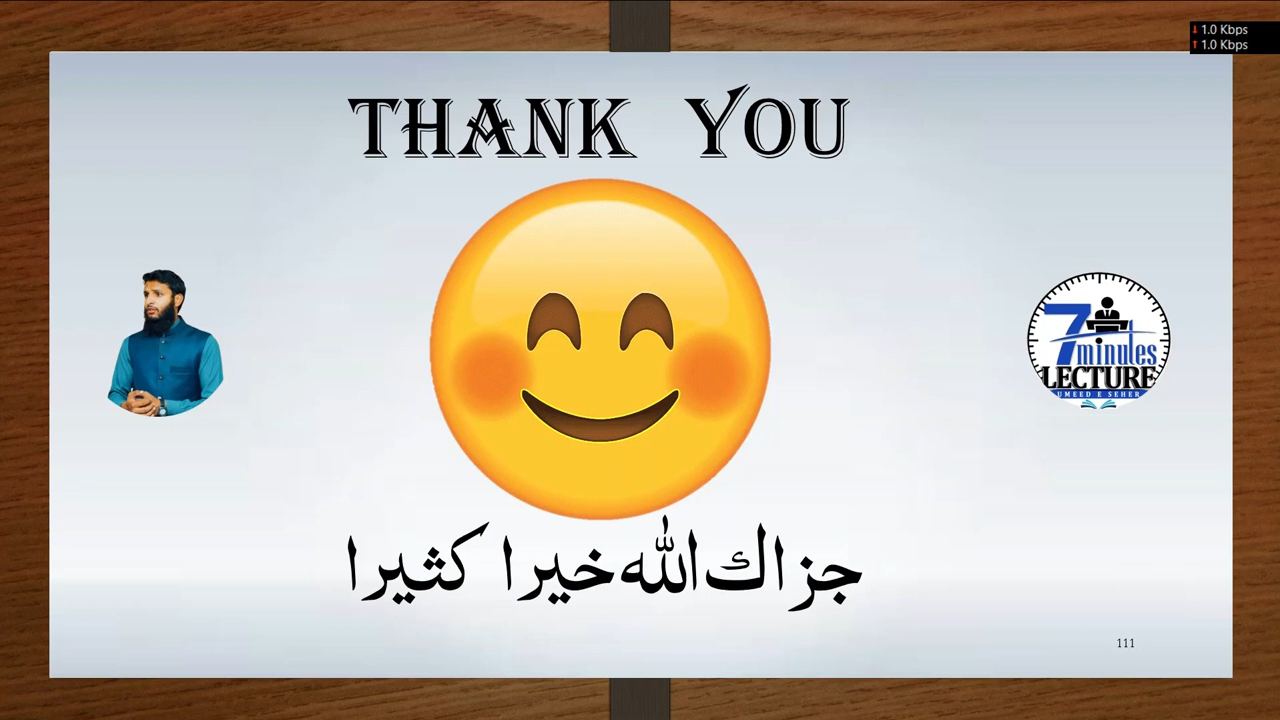 ↓ 1.0 Kbps
↑ 1.0 Kbps
THANK YOU
7
minutes
LECTURE
UMEED E SEHER
جزاك الله خيرا كثيرا
111